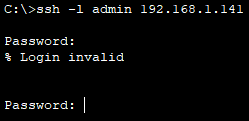 C:\>ssh -l admin 192.168.1.141
Password:
% Login invalid
Password: